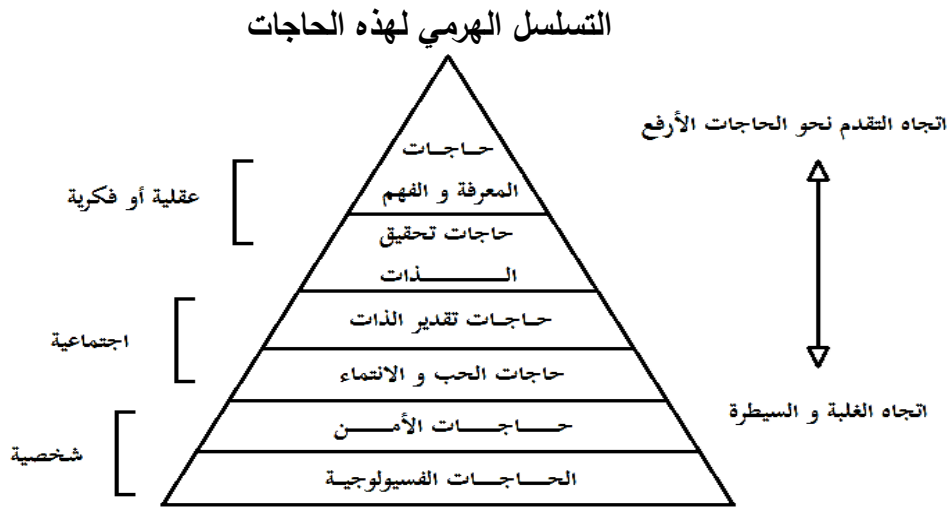 التسلسل الهرمي لهذه الحاجات
اتجاه التقدم نحو الحاجات الأرفع
حاجات
المعرفة و الفهم
عقلية أو فكرية
حاجات تحقيق
الذات
حاجات تقدير الذات
اجتماعية
حاجات الحب و الانتماء
اتجاه الغلبة و السيطرة
حاجات الأمن
شخصية
الحاجات الفسيولوجية